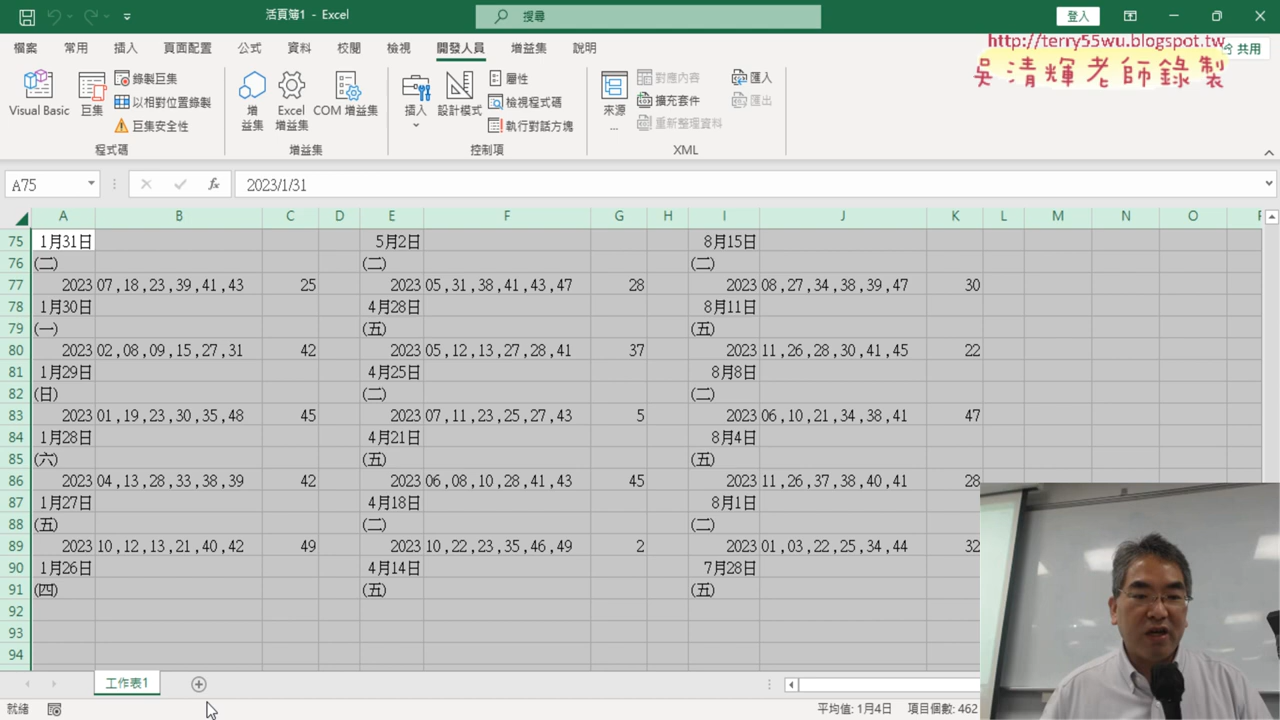 活頁簿1 - Excel
搜尋
登入
http://terry55wu.blogspot.tw
吳清輝老師錄製
檔案 常用 插入 頁面配置 公式 資料 校閱 檢視 開發人員 增益集 說明
共用
Visual Basic
巨集
錄製巨集
以相對位置錄製
巨集安全性
程式碼
增益集
Excel 增益集
COM 增益集
增益集
插入
設計模式
屬性
檢視程式碼
執行對話方塊
控制項
來源...
對應內容
擴充套件
重新整理資料
匯入
匯出
XML
A75
fx
2023/1/31
A B C D E F G H I J K L M N O
75 1月31日 5月2日 8月15日
76 (二) (二) (二)
77 2023 07,18,23,39,41,43 25 2023 05,31,38,41,43,47 28 2023 08,27,34,38,39,47 30
78 1月30日 4月28日 8月11日
79 (一) (五) (五)
80 2023 02,08,09,15,27,31 42 2023 05,12,13,27,28,41 37 2023 11,26,28,30,41,45 22
81 1月29日 4月25日 8月8日
82 (日) (二) (二)
83 2023 01,19,23,30,35,48 45 2023 07,11,23,25,27,43 5 2023 06,10,21,34,38,41 47
84 1月28日 4月21日 8月4日
85 (六) (五) (五)
86 2023 04,13,28,33,38,39 42 2023 06,08,10,28,41,43 45 2023 11,26,37,38,40,41 28
87 1月27日 4月18日 8月1日
88 (五) (二) (二)
89 2023 10,12,13,21,40,42 49 2023 10,22,23,35,46,49 2 2023 01,03,22,25,34,44 32
90 1月26日 4月14日 7月28日
91 (四) (五) (五)
92
93
94
工作表1
就緒
平均值: 1月4日 項目個數: 462